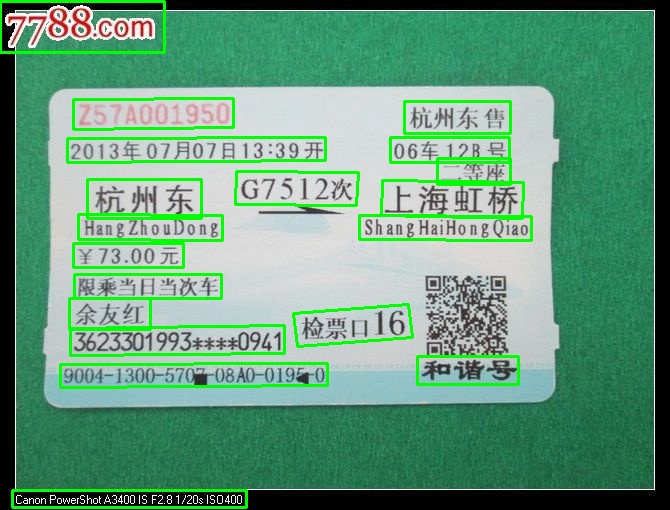 7788.com
Z57A001950
杭州东 售
2013年07月07日13:39开
06车 12B号
二等座
杭州东
G7512次
上海虹桥
HangZhouDong
ShangHaiHongQiao
￥73.00元
限乘当日当次车
余友红
检票口16
3623301993****0941
和谐号
9004-1300-5707-08A0-0195-0
Canon PowerShot A3400 IS F2.8 1/20s ISO400